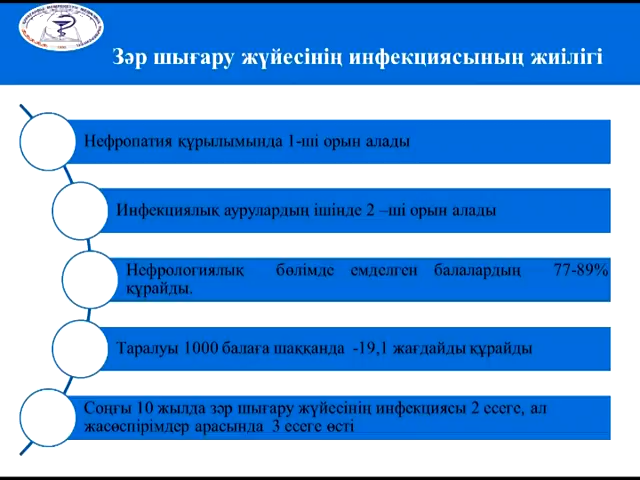 Зәр шығару жүйесінің инфекциясының жиілігі
Нефропатия құрылымында 1-ші орын алады
Инфекциялық аурулардың ішінде 2 –ші орын алады
Нефрологиялық бөлімде емделген балалардың 77-89%
құрайды.
Таралуы 1000 балаға шаққанда -19,1 жағдайды құрайды
Соңғы 10 жылда зәр шығару жүйесінің инфекциясы 2 есеге, ал
жасөспірімдер арасында 3 есеге өсті